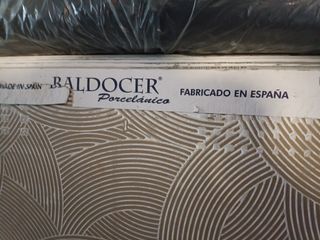 MADE IN SPAIN
BALDOCER®
Porcelánico
FABRICADO EN ESPAÑA